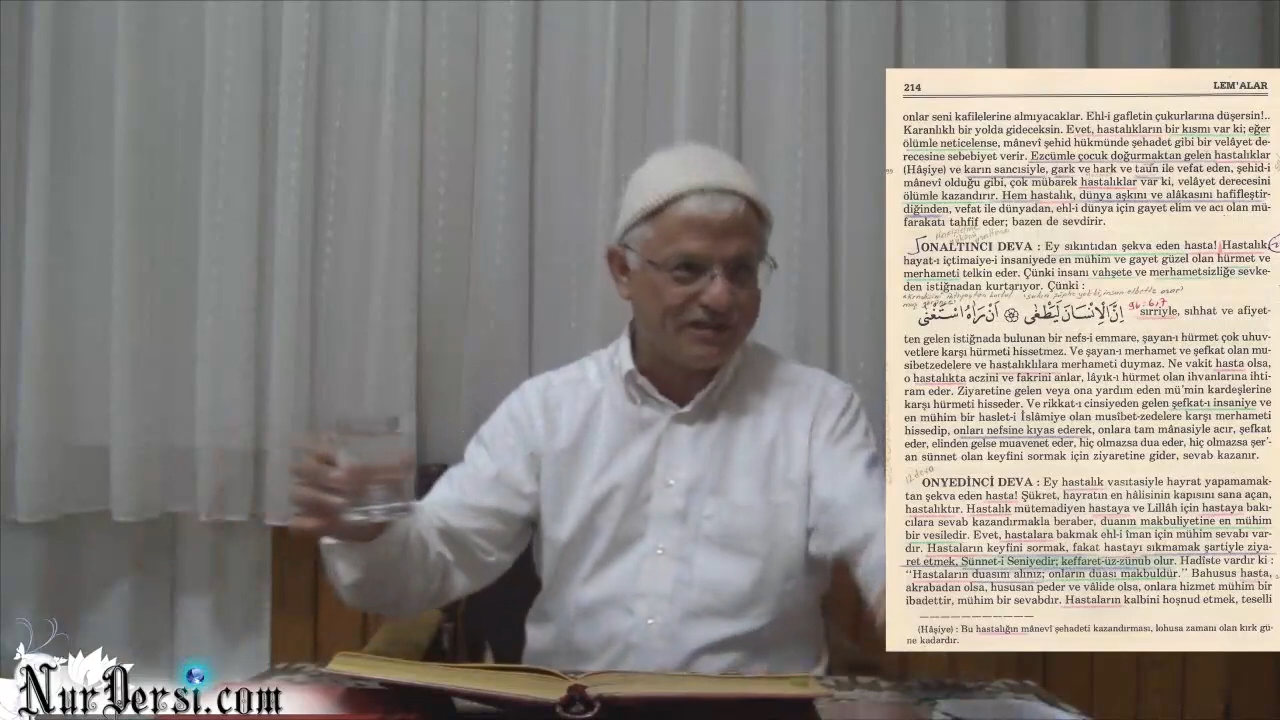 214 LEM'ALAR
onlar seni kafilelerine almıyacaklar. Ehl-i gafletin çukurlarına düşersin!..
Karanlıklı bir yolda gideceksin. Evet, hastalıkların bir kısmı var ki; eğer
ölümle neticelense, mânevî şehid hükmünde şehadet gibi bir velâyet de-
recesine sebebiyet verir. Ezcümle çocuk doğurmaktan gelen hastalıklar
(Hâşiye) ve karın sancısiyle, gark ve hark ve taun ile vefat eden, şehid-i
mânevî olduğu gibi, çok mübarek hastalıklar var ki, velâyet derecesini
ölümle kazandırır. Hem hastalık, dünya aşkını ve alâkasını hafifleştir-
diğinden, vefat ile dünyadan, ehl-i dünya için gayet elim ve acı olan mü-
farakatı tahfif eder; bazen de sevdirir.
ONALTINCI DEVA : Ey sıkıntıdan şekva eden hasta! Hastalık
hayat-ı içtimaiye-i insaniyede en mühim ve gayet güzel olan hürmet ve
merhameti telkin eder. Çünki insanı vahşete ve merhametsizliğe sevke-
den istiğnadan kurtarıyor. Çünki :
اِنَّ الْاِنْسَانَ لَيَطْغٰى ۞ اَنْ رَاٰهُ اسْتَغْنٰى 96:6,7 sırriyle, sıhhat ve afiyet-
ten gelen istiğnada bulunan bir nefs-i emmare, şayan-ı hürmet çok uhuv-
vetlere karşı hürmeti hissetmez. Ve şayan-ı merhamet ve şefkat olan mu-
sibetzedelere ve hastalıklılara merhameti duymaz. Ne vakit hasta olsa,
o hastalıkta aczini ve fakrini anlar, lâyık-ı hürmet olan ihvanlarına ihti-
ram eder. Ziyaretine gelen veya ona yardım eden mü'min kardeşlerine
karşı hürmeti hisseder. Ve rikkat-ı cinsiyeden gelen şefkat-ı insaniye ve
en mühim bir haslet-i İslâmiye olan musibet-zedelere karşı merhameti
hissedip, onları nefsine kıyas ederek, onlara tam mânasiyle acır, şefkat
eder, elinden gelse muavenet eder, hiç olmazsa dua eder, hiç olmazsa şer'-
an sünnet olan keyfini sormak için ziyaretine gider, sevab kazanır.
12.deva
ONYEDİNCİ DEVA : Ey hastalık vasıtasiyle hayrat yapamamak-
tan şekva eden hasta! Şükret, hayratın en hâlisinin kapısını sana açan,
hastalıktır. Hastalık mütemadiyen hastaya ve Lillâh için hastaya bakı-
cılara sevab kazandırmakla beraber, duanın makbuliyetine en mühim
bir vesiledir. Evet, hastalara bakmak ehl-i iman için mühim sevabı var-
dır. Hastaların keyfini sormak, fakat hastayı sıkmamak şartiyle ziya-
ret etmek, Sünnet-i Seniyedir; keffaret-üz-zünub olur. Hadîste vardır ki :
"Hastaların duasını alınız; onların duası makbuldür." Bahusus hasta,
akrabadan olsa, hususan peder ve vâlide olsa, onlara hizmet mühim bir
ibadettir, mühim bir sevabdır. Hastaların kalbini hoşnud etmek, teselli
(Hâşiye) : Bu hastalığın mânevî şehadeti kazandırması, lohusa zamanı olan kırk gü-
ne kadardır.
NurDersi.com